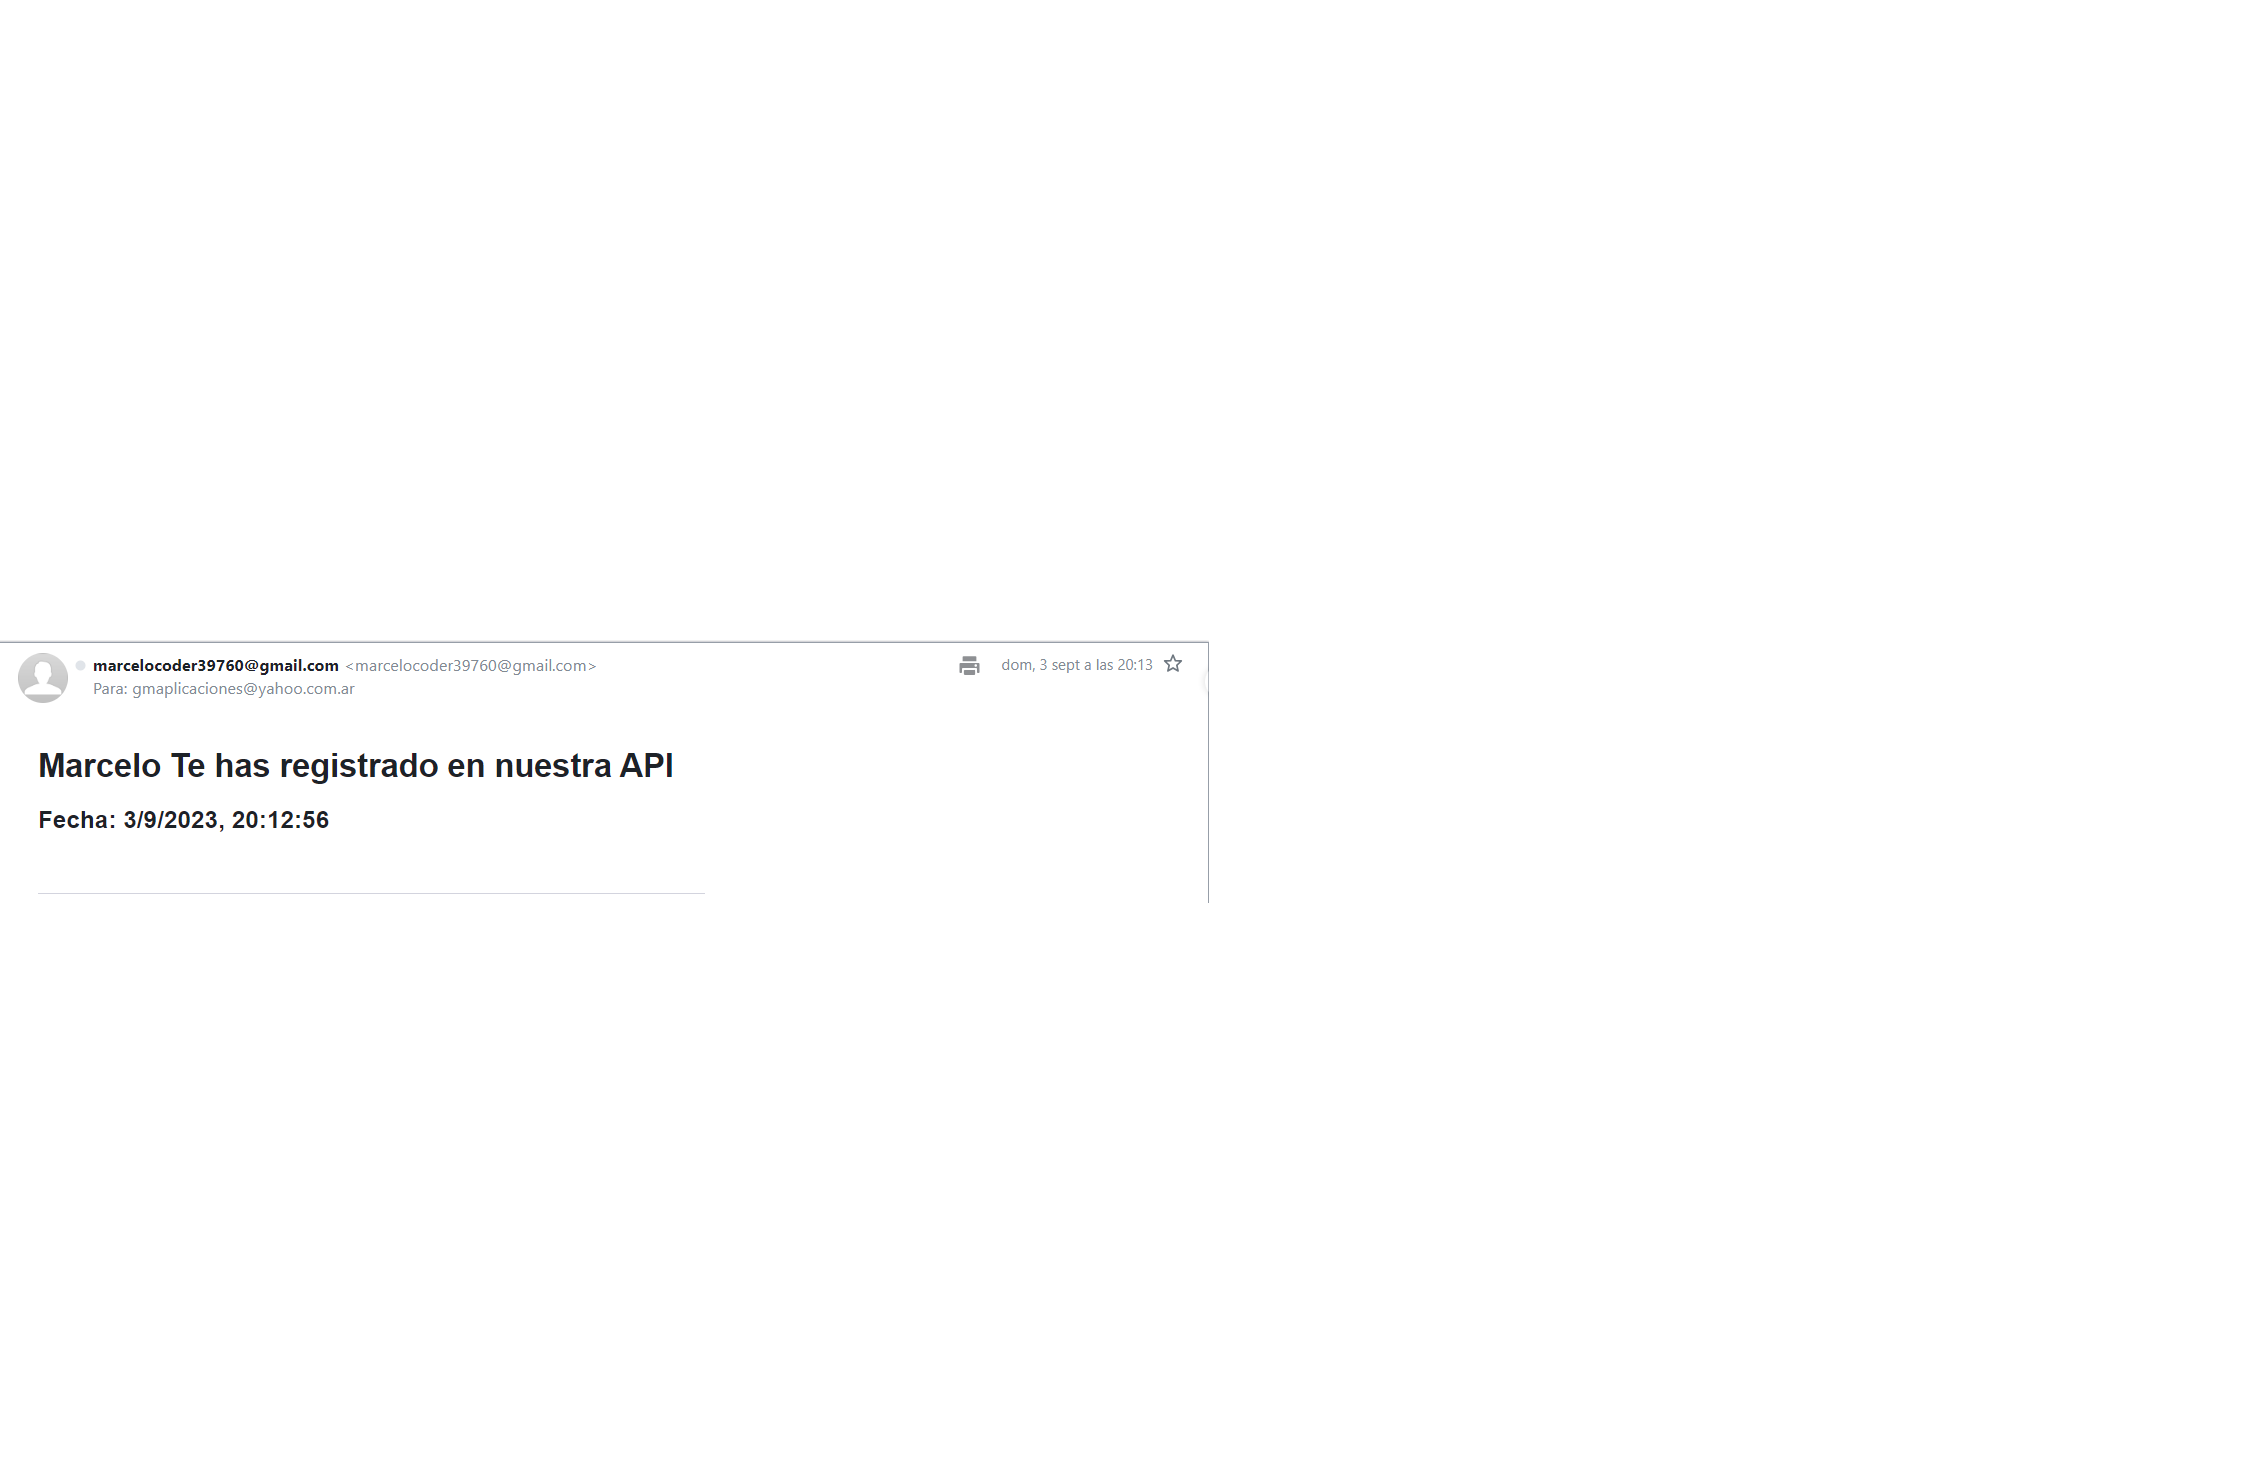 marcelocoder39760@gmail.com <marcelocoder39760@gmail.com> dom, 3 sept a las 20:13
Para: gmaplicaciones@yahoo.com.ar
Marcelo Te has registrado en nuestra API
Fecha: 3/9/2023, 20:12:56